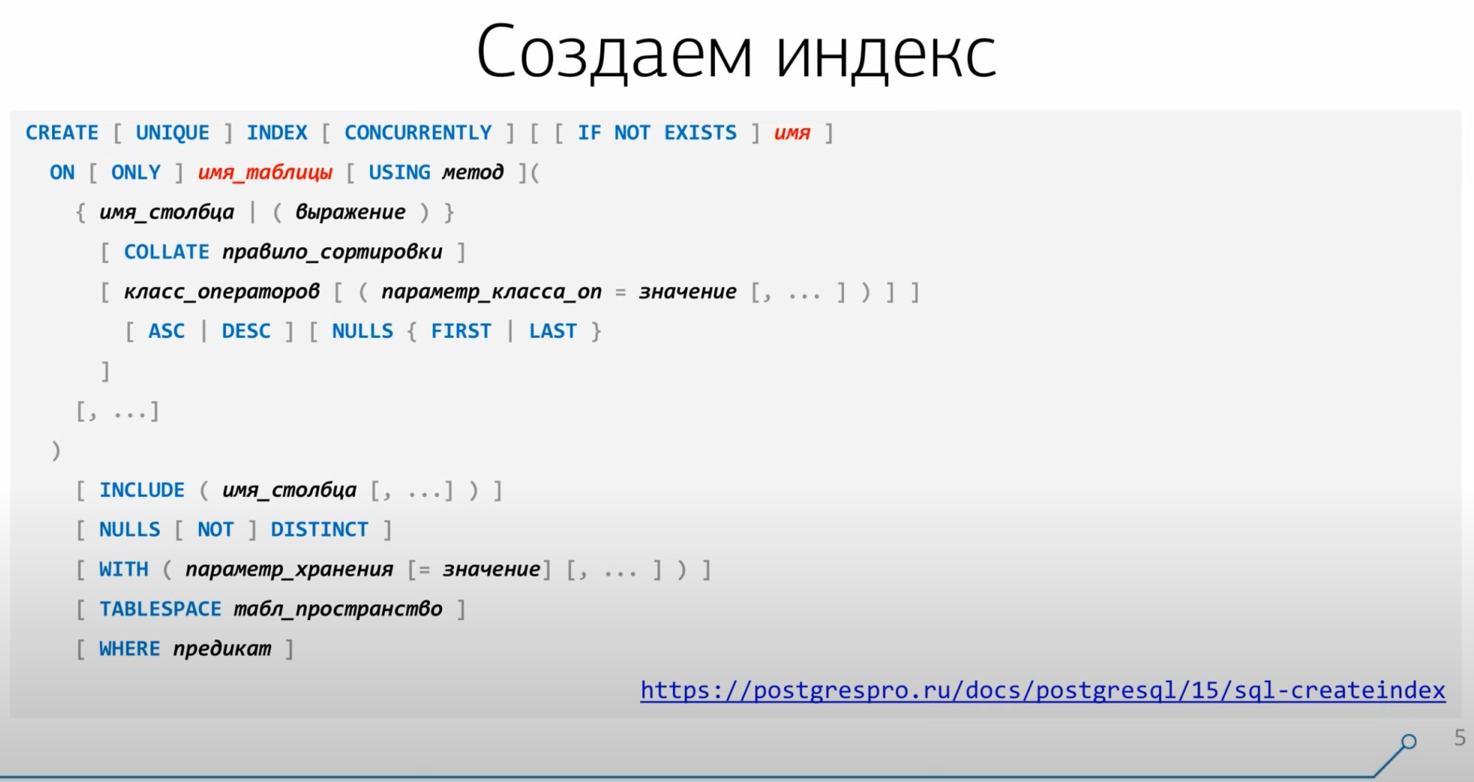 Создаем индекс
CREATE [ UNIQUE ] INDEX [ CONCURRENTLY ] [ [ IF NOT EXISTS ] имя ]
ON [ ONLY ] имя_таблицы [ USING метод ](
{ имя_столбца | ( выражение ) }
[ COLLATE правило_сортировки ]
[ класс_операторов [ ( параметр_класса_оп = значение [, ... ] ) ] ]
[ ASC | DESC ] [ NULLS { FIRST | LAST }
]
[, ...]
)
[ INCLUDE ( имя_столбца [, ...] ) ]
[ NULLS [ NOT ] DISTINCT ]
[ WITH ( параметр_хранения [= значение] [, ... ] ) ]
[ TABLESPACE табл_пространство ]
[ WHERE предикат ]
https://postgrespro.ru/docs/postgresql/15/sql-createindex
5